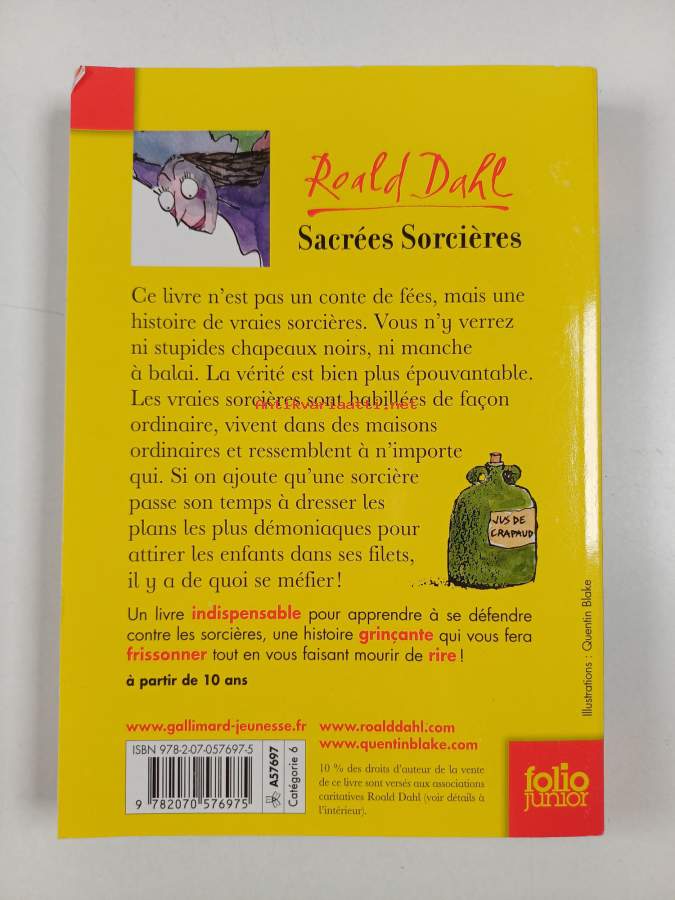 Roald Dahl
Sacrées Sorcières
Ce livre n'est pas un conte de fées, mais une
histoire de vraies sorcières. Vous n'y verrez
ni stupides chapeaux noirs, ni manche
à balai. La vérité est bien plus épouvantable.
Les vraies sorcières sont habillées de façon
Antikvariaatti.net
ordinaire, vivent dans des maisons
ordinaires et ressemblent à n'importe
qui. Si on ajoute qu'une sorcière
passe son temps à dresser les
plans les plus démoniaques pour
attirer les enfants dans ses filets,
il y a de quoi se méfier !
JUS DE
CRAPAUD
Un livre indispensable pour apprendre à se défendre
contre les sorcières, une histoire grinçante qui vous fera
frissonner tout en vous faisant mourir de rire !
à partir de 10 ans
Illustrations : Quentin Blake
www.gallimard-jeunesse.fr
www.roalddahl.com
www.quentinblake.com
ISBN 978-2-07-057697-5
9 782070 576975
A57697
Catégorie 6
10 % des droits d'auteur de la vente
de ce livre sont versés aux associations
caritatives Roald Dahl (voir détails à
l'intérieur).
folio
junior